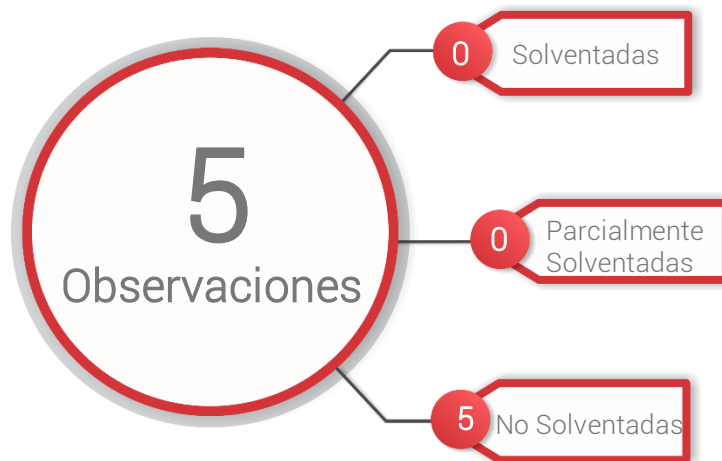 5
Observaciones
0
Solventadas
0
Parcialmente
Solventadas
5
No Solventadas